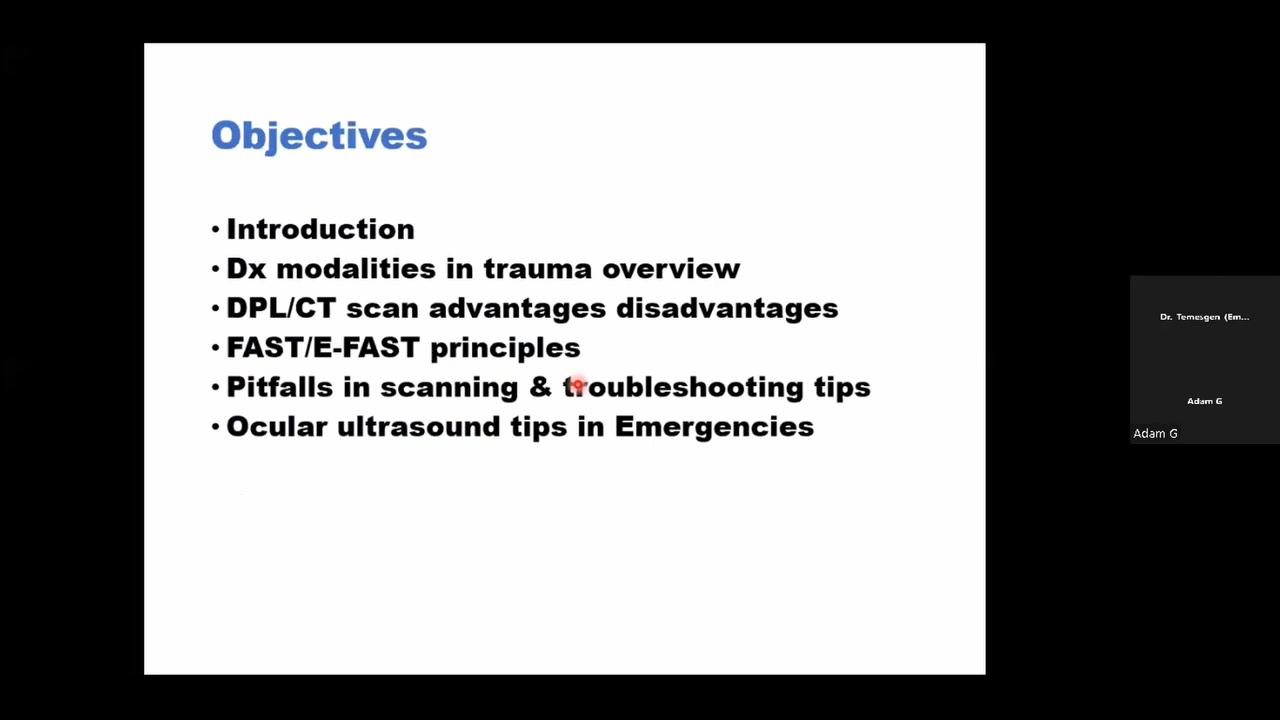 Objectives
• Introduction
• Dx modalities in trauma overview
• DPL/CT scan advantages disadvantages
• FAST/E-FAST principles
• Pitfalls in scanning & troubleshooting tips
• Ocular ultrasound tips in Emergencies
Dr. Temesgen (Em...
Adam G
Adam G